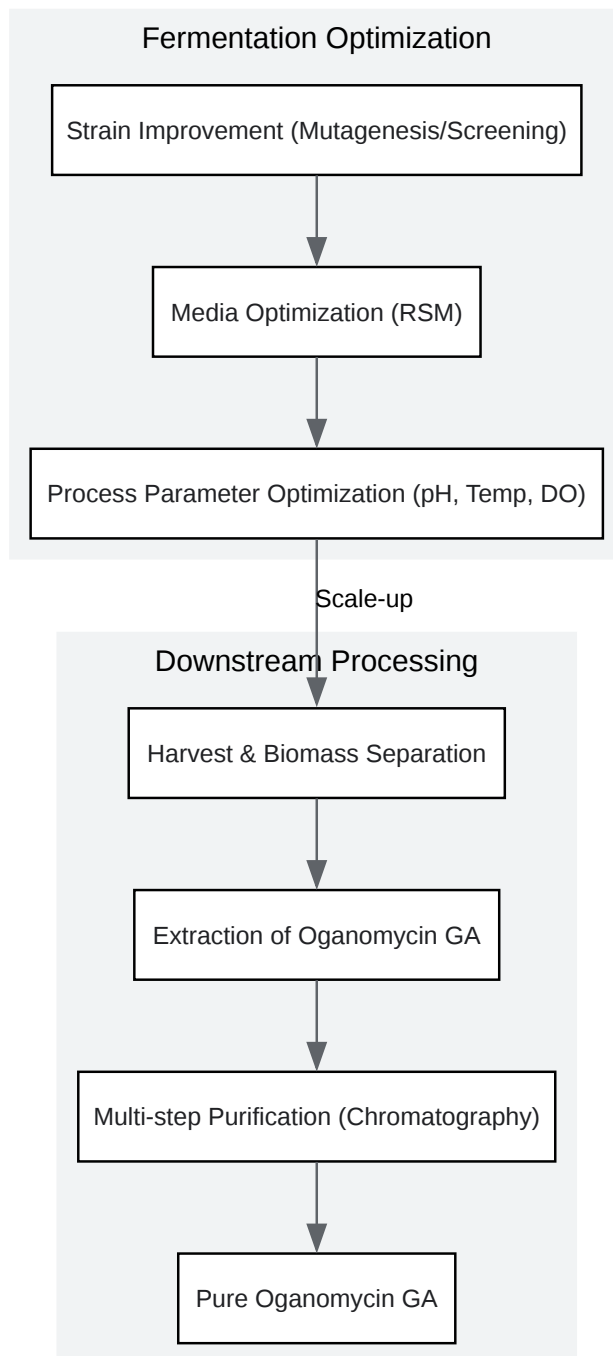 Fermentation Optimization
Strain Improvement (Mutagenesis/Screening)
Media Optimization (RSM)
Process Parameter Optimization (pH, Temp, DO)
Scale-up
Downstream Processing
Harvest & Biomass Separation
Extraction of Oganomycin GA
Multi-step Purification (Chromatography)
Pure Oganomycin GA